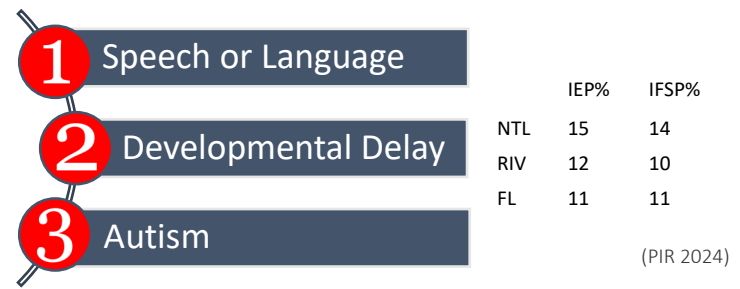 1 Speech or Language
2 Developmental Delay
3 Autism
IEP% IFSP%
NTL 15 14
RIV 12 10
FL 11 11
(PIR 2024)